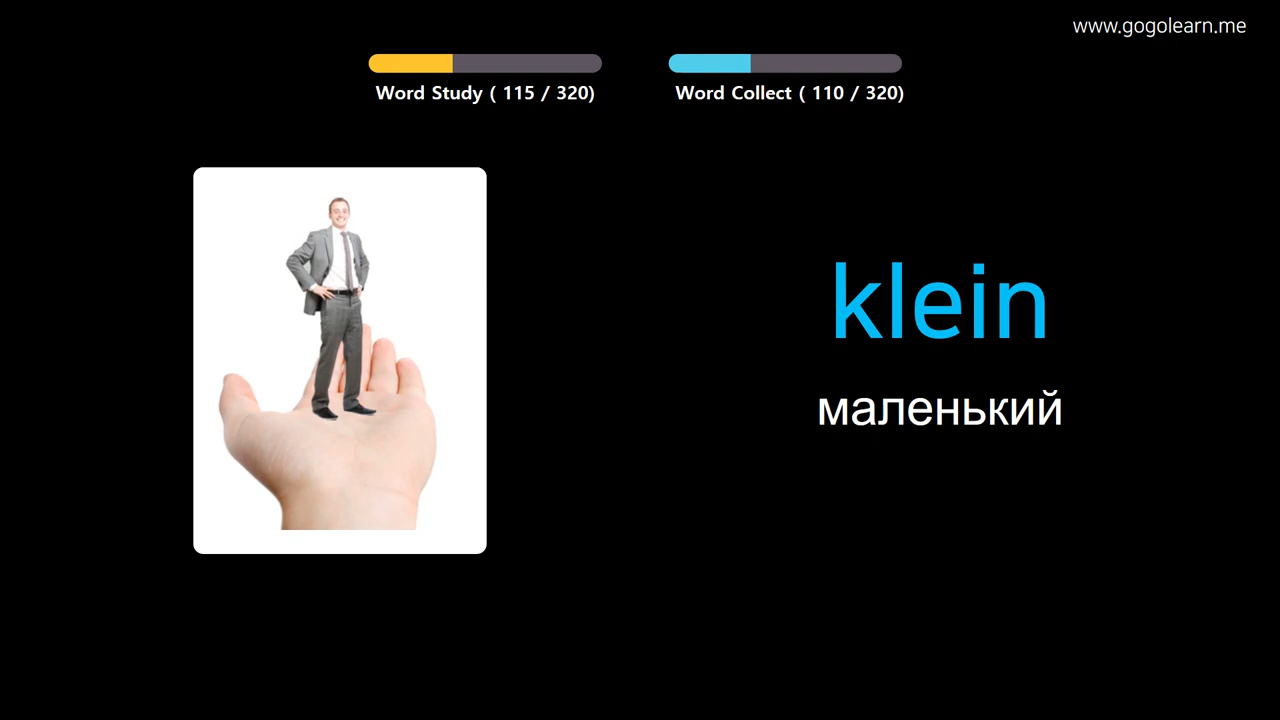 www.gogolearn.me
Word Study ( 115 / 320)
Word Collect ( 110 / 320)
klein
маленький